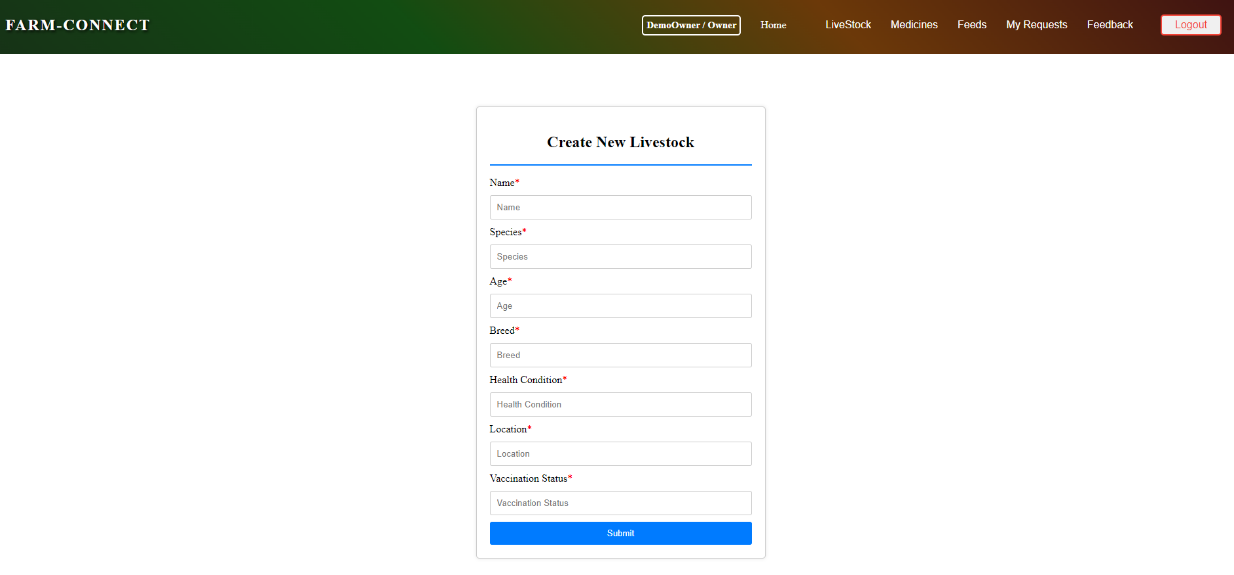 FARM-CONNECT DemoOwner / Owner Home LiveStock Medicines Feeds My Requests Feedback Logout
Create New Livestock
Name*
Name
Species*
Species
Age*
Age
Breed*
Breed
Health Condition*
Health Condition
Location*
Location
Vaccination Status*
Vaccination Status
Submit